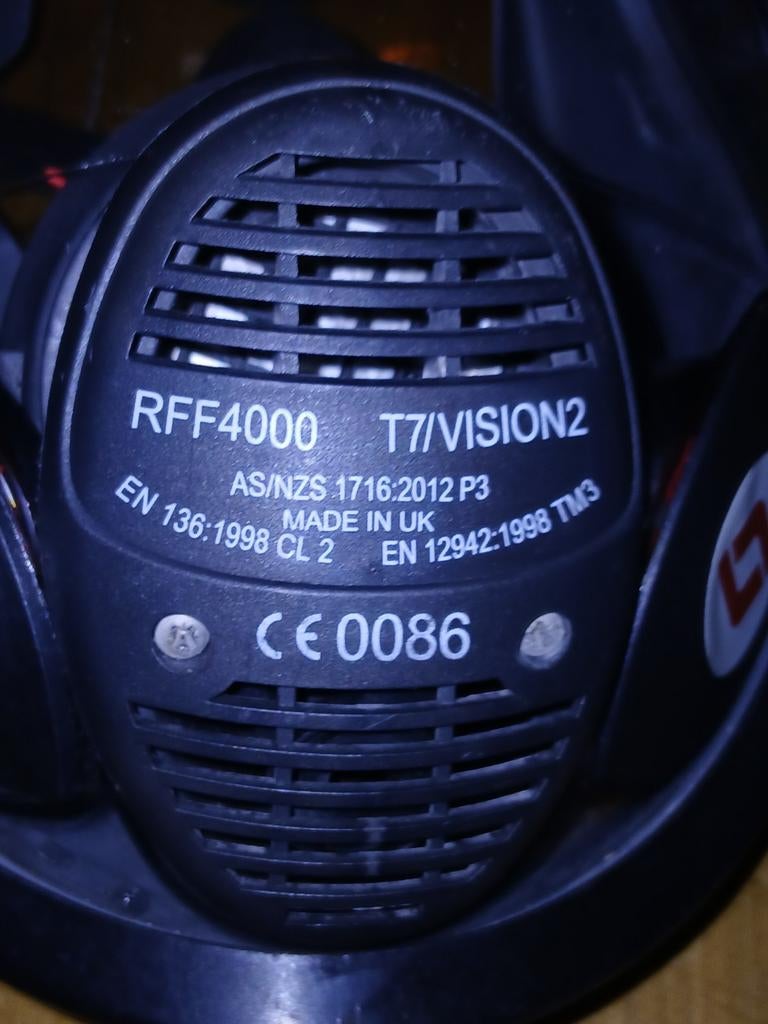 RFF4000 T7/VISION2
AS/NZS 1716:2012 P3
MADE IN UK
EN 136:1998 CL 2 EN 12942:1998 TM3
CE 0086